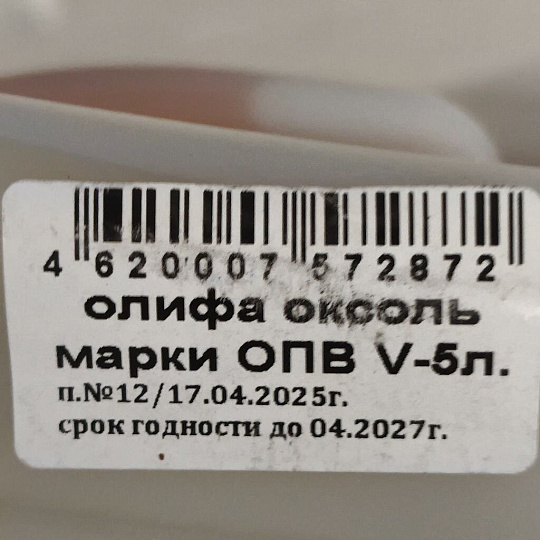 4 620007 572872
олифа оксоль
марки ОПВ V-5л.
п.№12/17.04.2025г.
срок годности до 04.2027г.